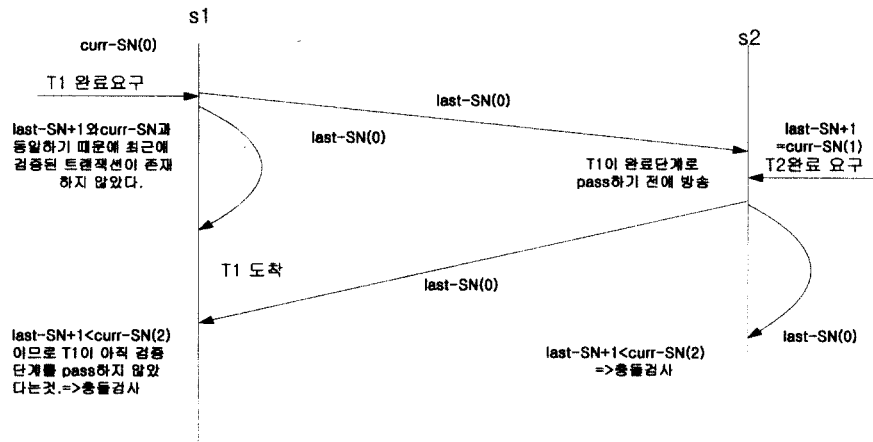 s1
s2
curr-SN(0)
T1 완료요구
last-SN(0)
last-SN(0)
last-SN+1와curr-SN과
동일하기 때문에 최근에
검증된 트랜잭션이 존재
하지 않았다.
last-SN+1
=curr-SN(1)
T1이 완료단계로
pass하기 전에 방송
T2완료 요구
T1 도착
last-SN(0)
last-SN+1<curr-SN(2)
이므로 T1이 아직 검증
단계를 pass하지 않았
다는것.=>충돌검사
last-SN(0)
last-SN+1<curr-SN(2)
=>충돌검사